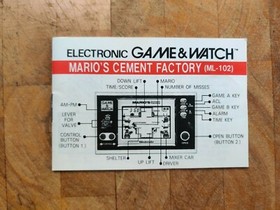 ELECTRONIC GAME & WATCH™
MARIO'S CEMENT FACTORY (ML-102)
DOWN LIFT
MARIO
TIME/SCORE
NUMBER OF MISSES
AM•PM
GAME A KEY
ACL
LEVER FOR VALVE
GAME B KEY
ALARM
TIME KEY
CONTROL BUTTON (BUTTON 1)
OPEN BUTTON (BUTTON 2)
SHELTER
MIXER CAR
UP LIFT
DRIVER